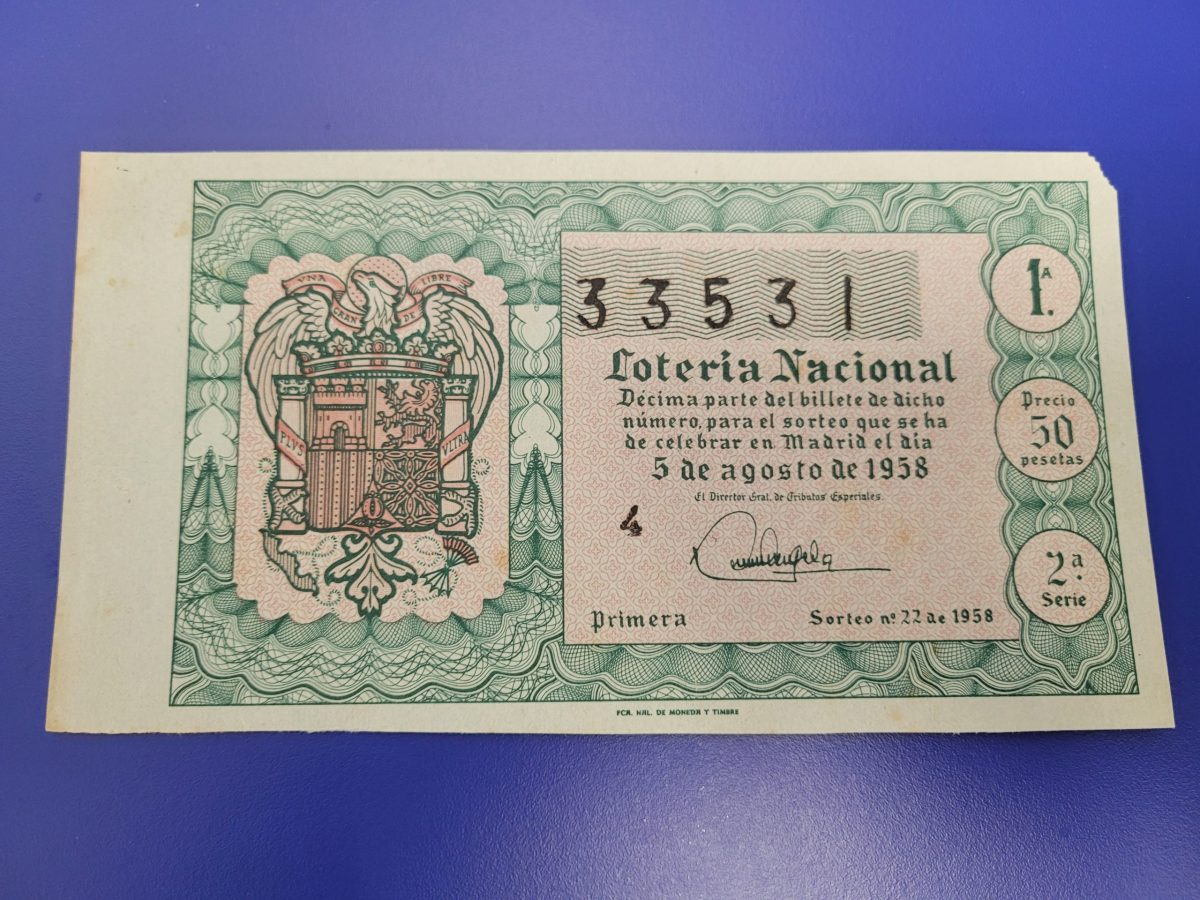 UNA GRANDE LIBRE
PLVS VLTRA
33531
Lotería Nacional
Décima parte del billete de dicho
número, para el sorteo que se ha
de celebrar en Madrid el día
5 de agosto de 1958
El Director Gral. de Tributos Especiales.
4
Primera
Sorteo nº 22 de 1958
1.ª
Precio
50
pesetas
2.ª
Serie
FCA. NAL. DE MONEDA Y TIMBRE